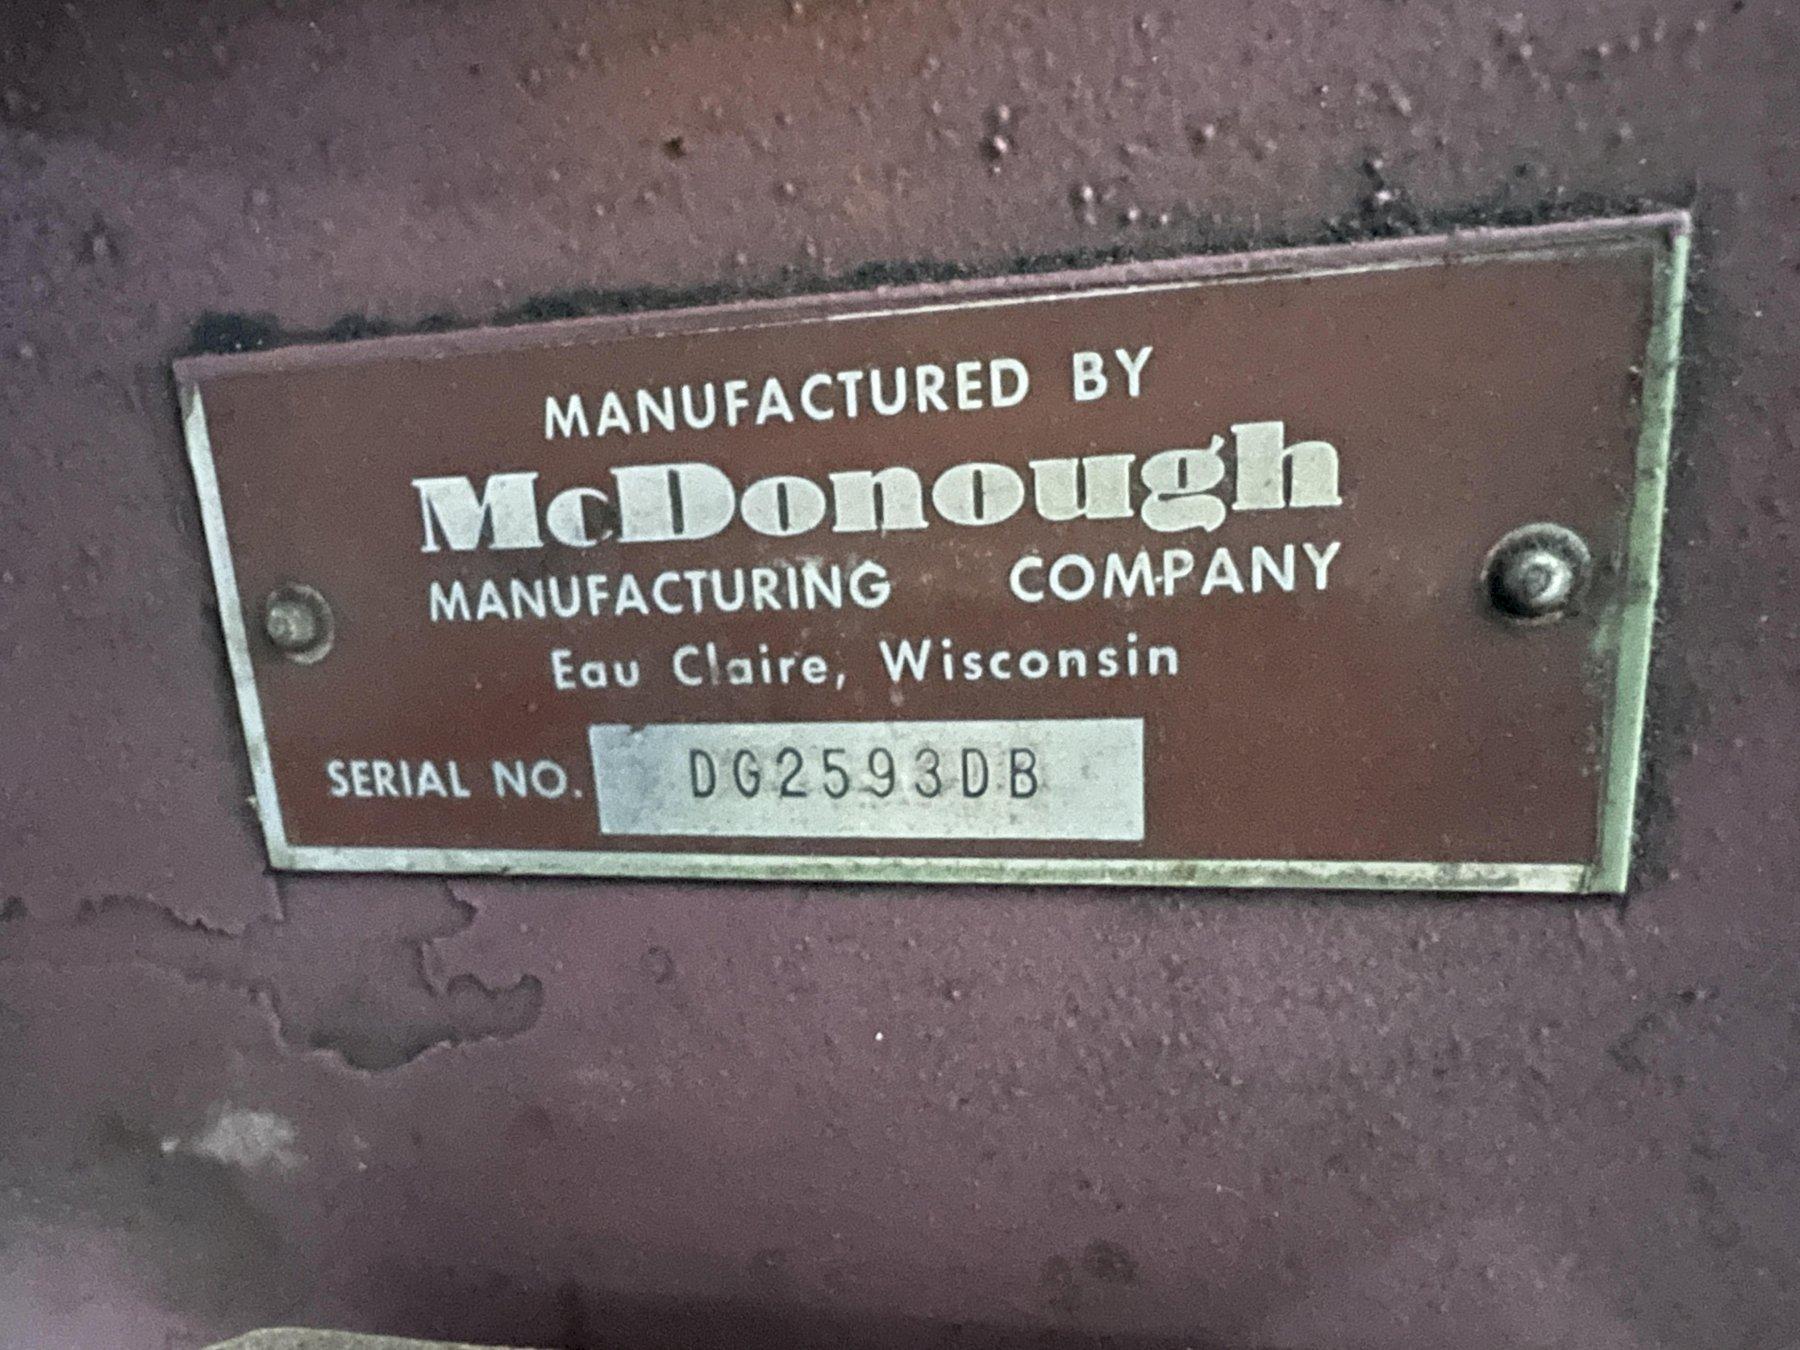 MANUFACTURED BY
McDonough
MANUFACTURING COMPANY
Eau Claire, Wisconsin
SERIAL NO. DG2593DB